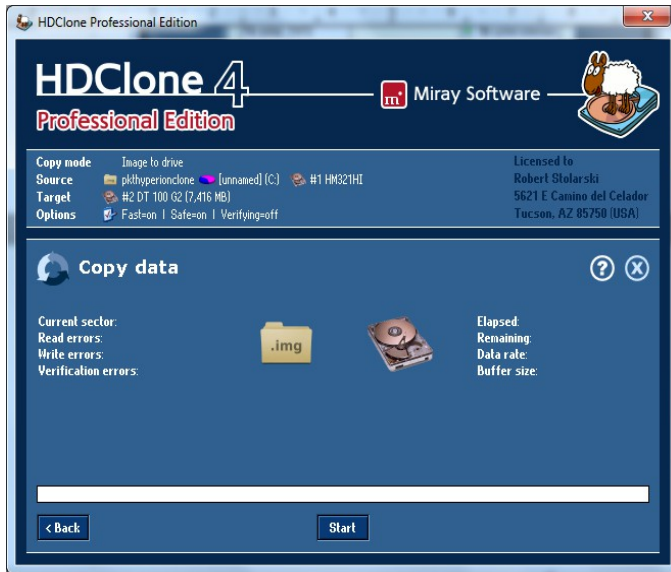 HDClone Professional Edition
HDClone 4
Professional Edition
m Miray Software
Copy mode Image to drive
Source pkthyperionclone [unnamed] (C:) #1 HM321HI
Target #2 DT 100 G2 (7,416 MB)
Options Fast=on | Safe=on | Verifying=off
Licensed to
Robert Stolarski
5621 E Camino del Celador
Tucson, AZ 85750 (USA)
Copy data
? X
Current sector:
Read errors:
Write errors:
Verification errors:
.img
Elapsed:
Remaining:
Data rate:
Buffer size:
< Back
Start